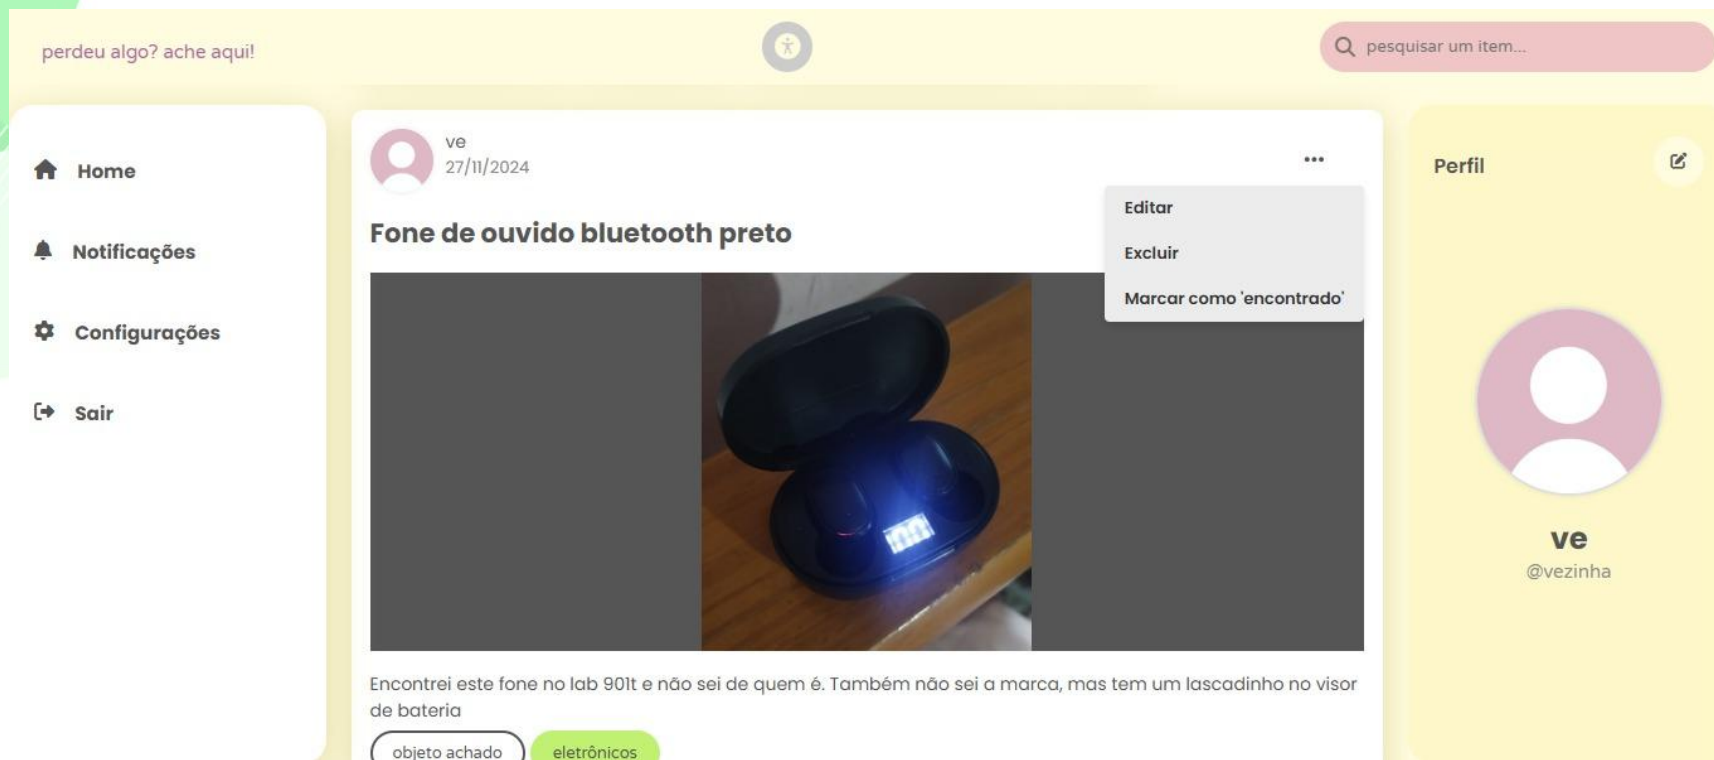 perdeu algo? ache aqui!
pesquisar um item...
Home
Notificações
Configurações
Sair
ve
27/11/2024
Editar
Excluir
Marcar como 'encontrado'
Fone de ouvido bluetooth preto
Encontrei este fone no lab 901t e não sei de quem é. Também não sei a marca, mas tem um lascadinho no visor
de bateria
objeto achado
eletrônicos
Perfil
ve
@vezinha